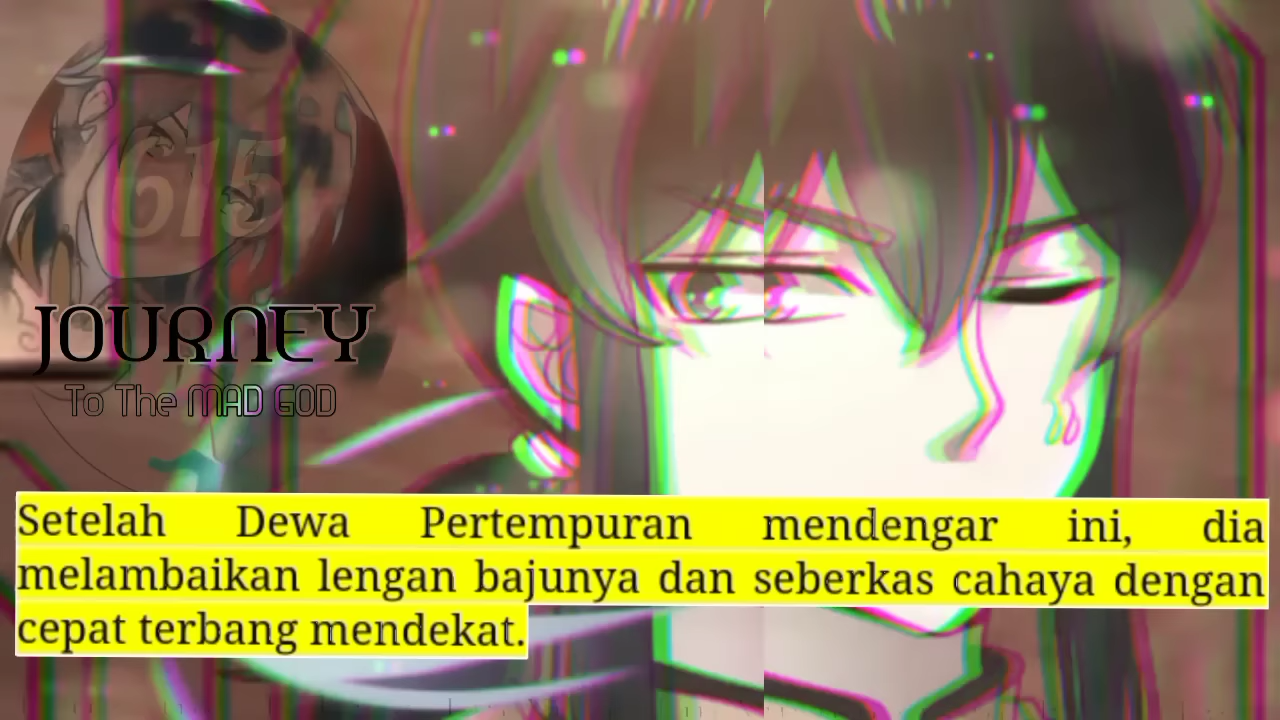 615
JOURNEY
To The MAD GOD
Setelah Dewa Pertempuran mendengar ini, dia
melambaikan lengan bajunya dan seberkas cahaya dengan
cepat terbang mendekat.